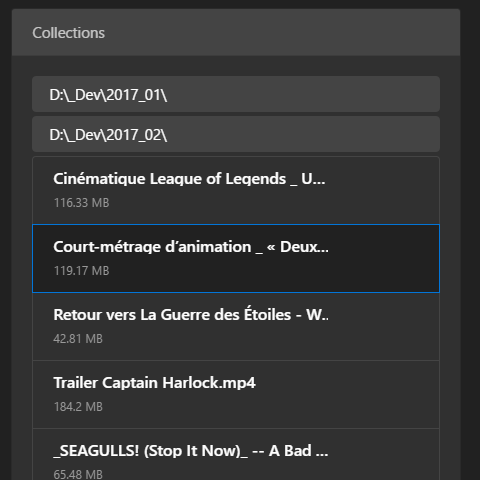 Collections
D:\_Dev\2017_01\
D:\_Dev\2017_02\
Cinématique League of Legends _ U...
116.33 MB
Court-métrage d’animation _ « Deux...
119.17 MB
Retour vers La Guerre des Étoiles - W..
42.81 MB
Trailer Captain Harlock.mp4
184.2 MB
_SEAGULLS! (Stop It Now)_ -- A Bad ...
65.48 MB